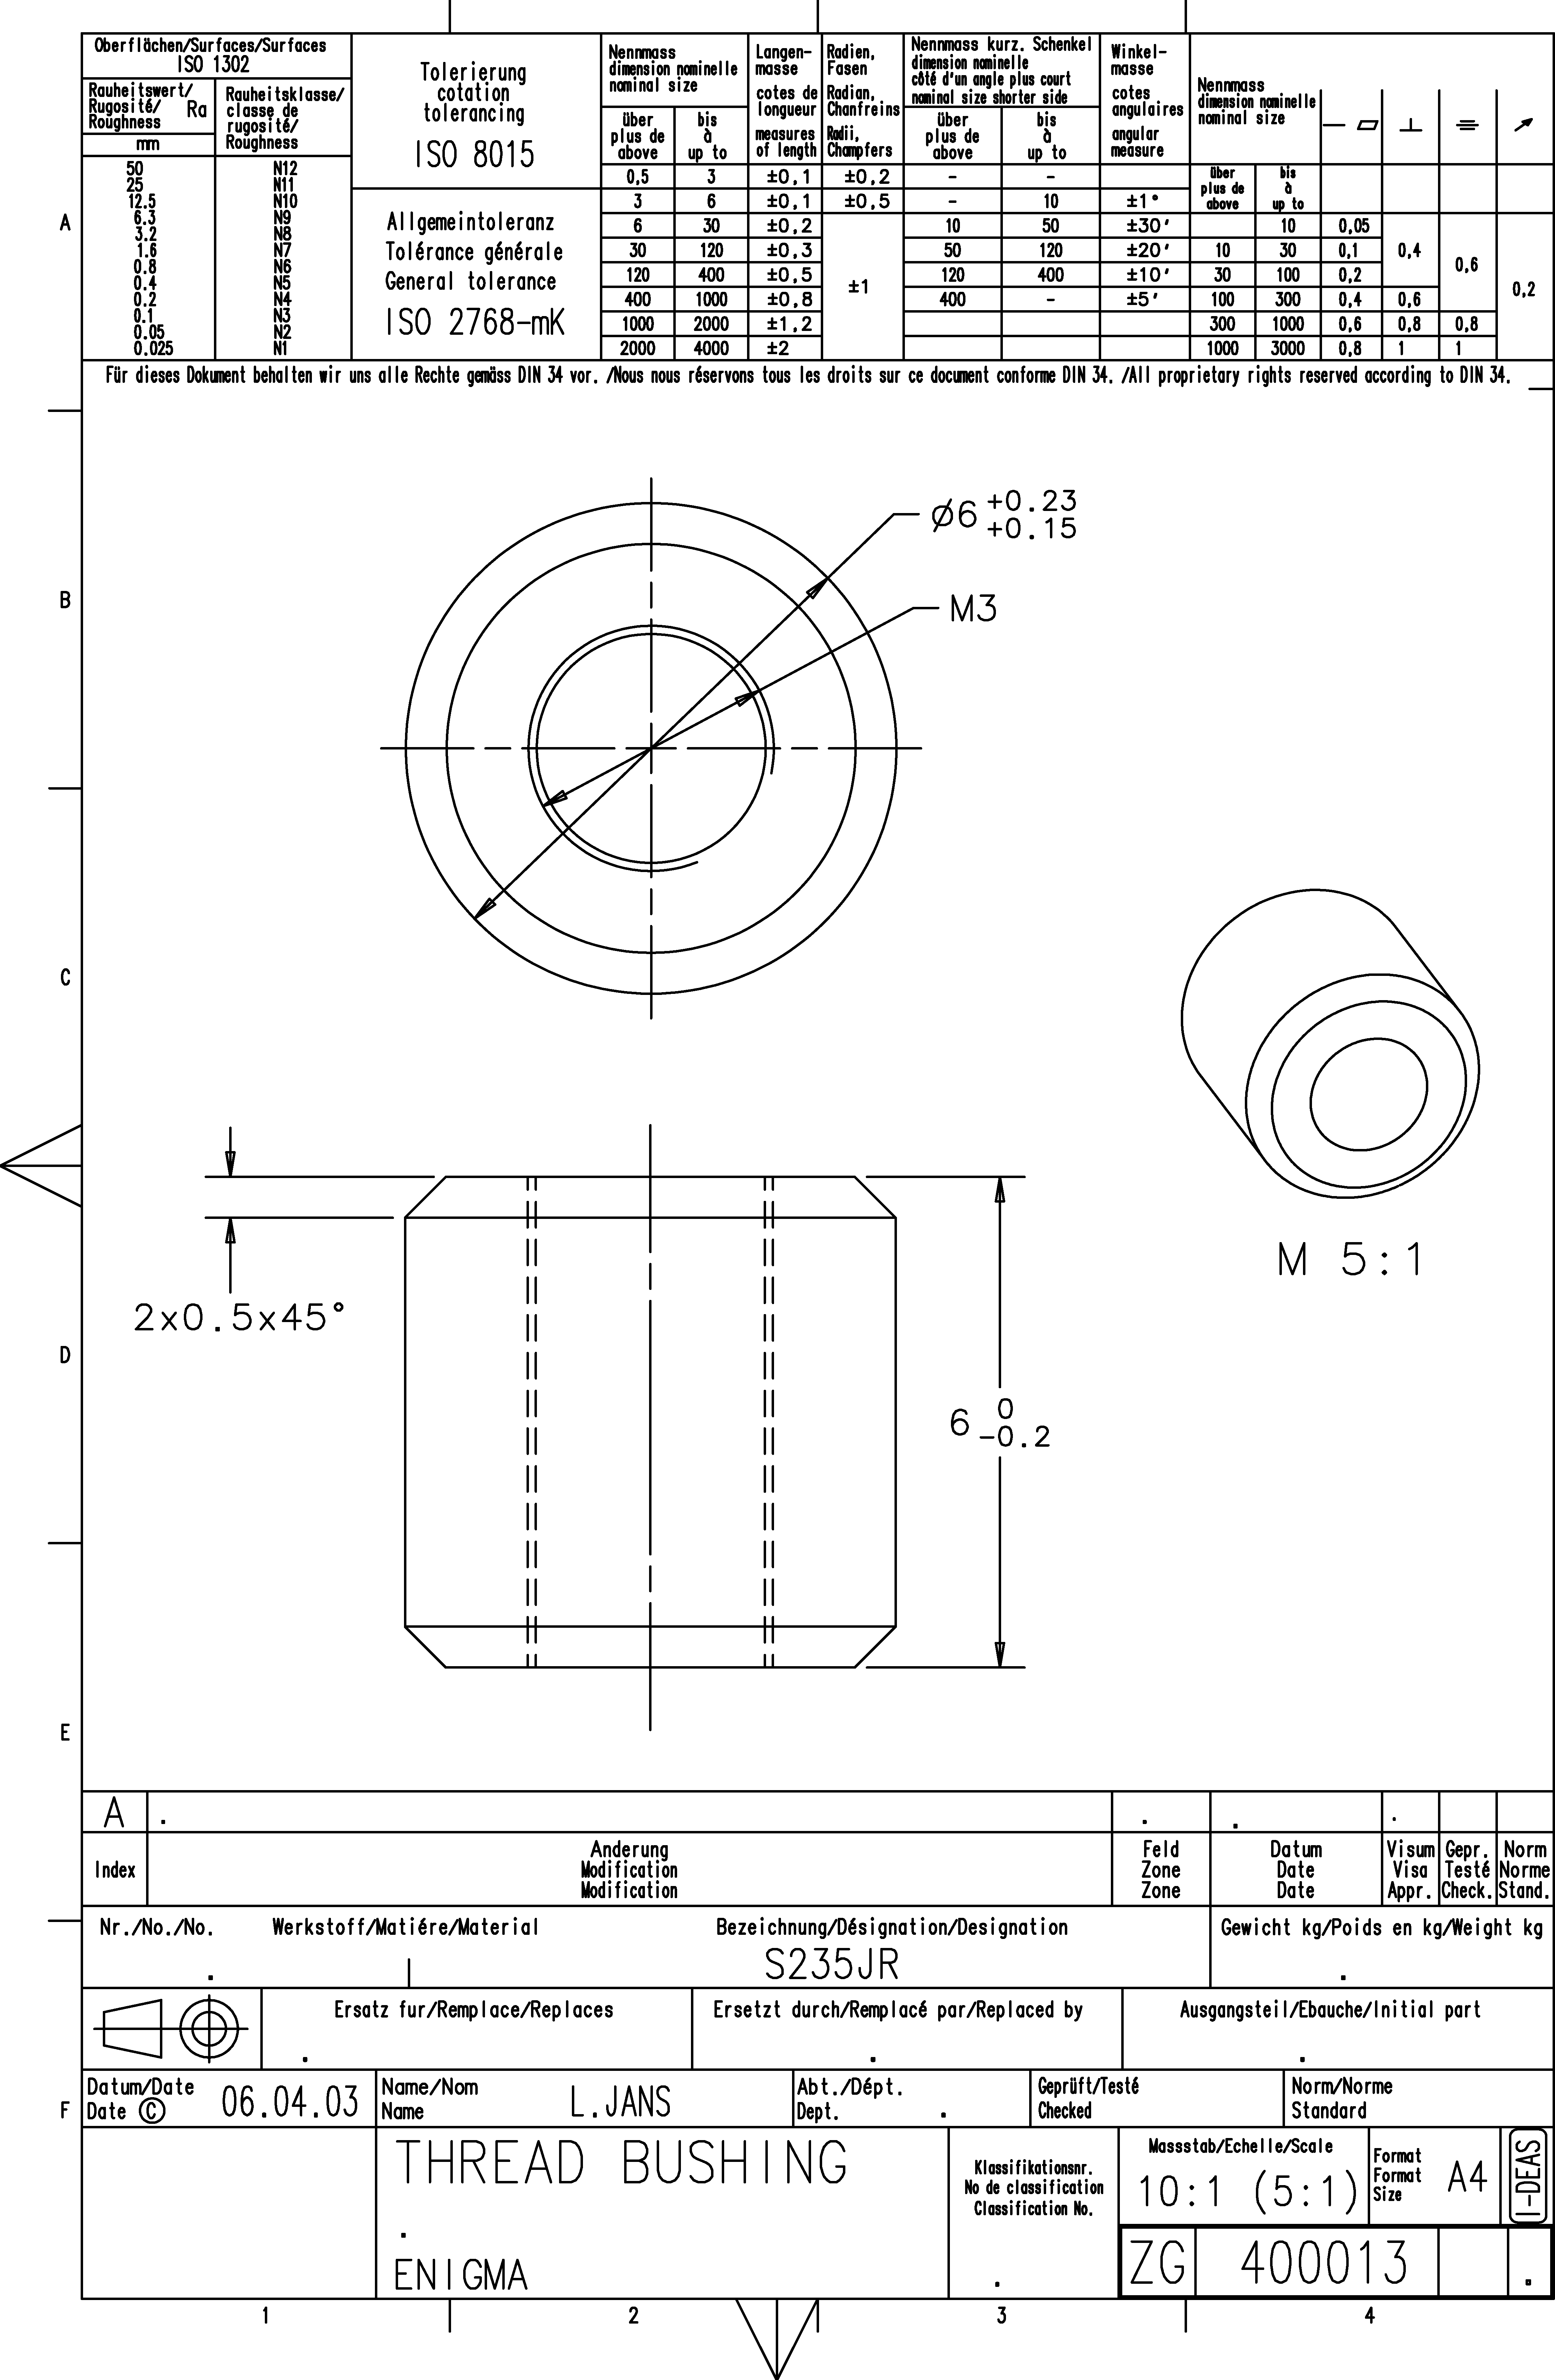 Oberflächen/Surfaces/Surfaces
ISO 1302
Rauheitswert/
Rugosité/ Ra
Roughness
mm
Rauheitsklasse/
classe de
rugosité/
Roughness
50 N12
25 N11
12.5 N10
6.3 N9
3.2 N8
1.6 N7
0.8 N6
0.4 N5
0.2 N4
0.1 N3
0.05 N2
0.025 N1
Tolerierung
cotation
tolerancing
ISO 8015
Allgemeintoleranz
Tolérance générale
General tolerance
ISO 2768-mK
Nennmass
dimension nominelle
nominal size
über
plus de
above
bis
à
up to
Langen-
masse
cotes de
longueur
measures
of length
Radien,
Fasen
Radian,
Chanfreins
Radii,
Champfers
Nennmass kurz. Schenkel
dimension nominelle
côté d'un angle plus court
nominal size shorter side
über
plus de
above
bis
à
up to
Winkel-
masse
cotes
angulaires
angular
measure
0,5 3 ±0,1 ±0,2 - -
3 6 ±0,1 ±0,5 - 10 ±1°
6 30 ±0,2 10 50 ±30'
30 120 ±0,3 50 120 ±20'
120 400 ±0,5 ±1 120 400 ±10'
400 1000 ±0,8 400 - ±5'
1000 2000 ±1,2
2000 4000 ±2
Nennmass
dimension nominelle
nominal size
über
plus de
above
bis
à
up to
10 0,05
10 30 0,1 0,4
30 100 0,2 0,6
100 300 0,4 0,6 0,2
300 1000 0,6 0,8 0,8
1000 3000 0,8 1 1
Für dieses Dokument behalten wir uns alle Rechte gemäss DIN 34 vor. /Nous nous réservons tous les droits sur ce document conforme DIN 34. /All proprietary rights reserved according to DIN 34.
A
B
C
D
E
F
Ø6 +0.23
+0.15
M3
M 5:1
2x0.5x45°
6 0
-0.2
A . . . .
Index
Anderung
Modification
Modification
Feld
Zone
Zone
Datum
Date
Date
Visum
Visa
Appr.
Gepr.
Testé
Check.
Norm
Norme
Stand.
Nr./No./No. Werkstoff/Matiére/Material Bezeichnung/Désignation/Designation Gewicht kg/Poids en kg/Weight kg
. S235JR .
Ersatz fur/Remplace/Replaces
.
Ersetzt durch/Remplacé par/Replaced by
.
Ausgangsteil/Ebauche/Initial part
.
Datum/Date
Date © 06.04.03
Name/Nom
Name L.JANS
Abt./Dépt.
Dept. .
Geprüft/Testé
Checked
Norm/Norme
Standard
THREAD BUSHING
.
ENIGMA
Klassifikationsnr.
No de classification
Classification No.
.
Massstab/Echelle/Scale
10:1 (5:1)
Format
Format
Size
A4
I-DEAS
ZG 400013 .
1 2 3 4